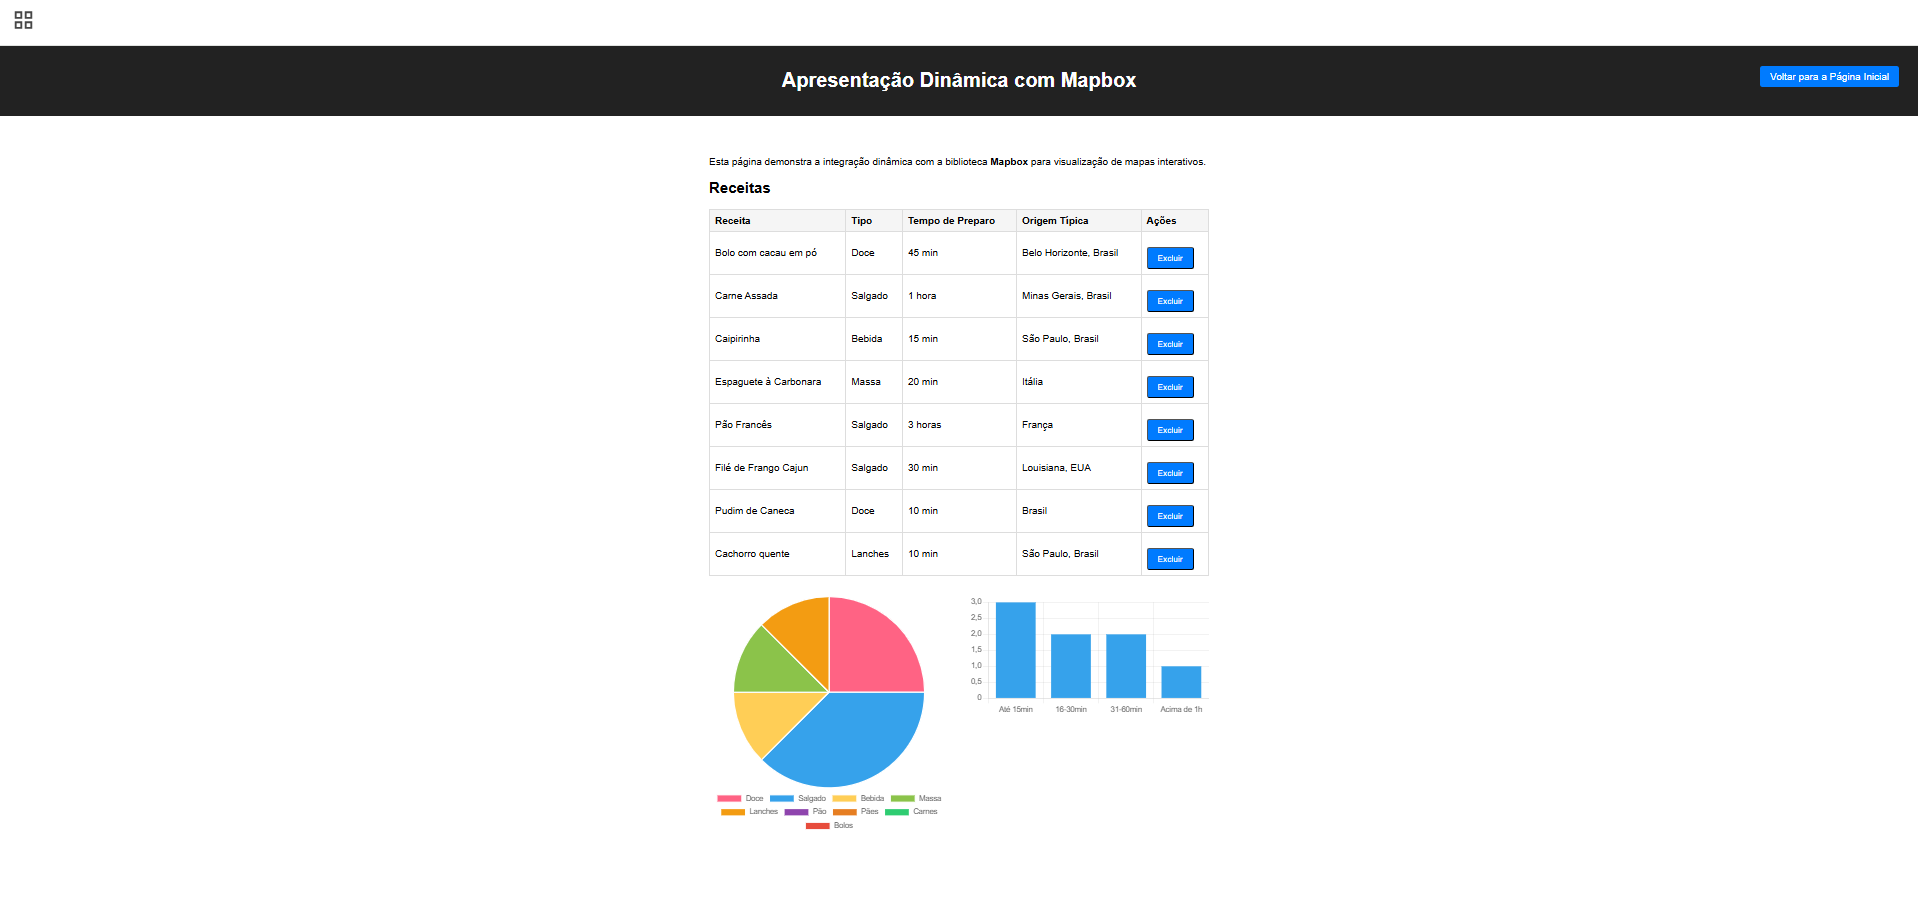 Apresentação Dinâmica com Mapbox
Voltar para a Página Inicial
Esta página demonstra a integração dinâmica com a biblioteca Mapbox para visualização de mapas interativos.
Receitas
Receita Tipo Tempo de Preparo Origem Típica Ações
Bolo com cacau em pó Doce 45 min Belo Horizonte, Brasil Excluir
Carne Assada Salgado 1 hora Minas Gerais, Brasil Excluir
Caipirinha Bebida 15 min São Paulo, Brasil Excluir
Espaguete à Carbonara Massa 20 min Itália Excluir
Pão Francês Salgado 3 horas França Excluir
Filé de Frango Cajun Salgado 30 min Louisiana, EUA Excluir
Pudim de Caneca Doce 10 min Brasil Excluir
Cachorro quente Lanches 10 min São Paulo, Brasil Excluir
Doce Salgado Bebida Massa
Lanches Pão Pães Carnes
Bolos
3,0
2,5
2,0
1,5
1,0
0,5
0
Até 15min 16-30min 31-60min Acima de 1h